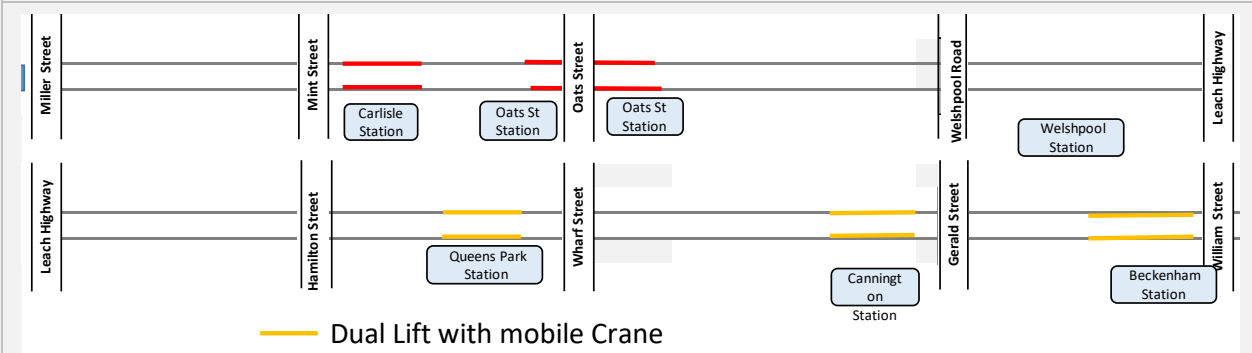 Miller Street
Mint Street
Oats Street
Welshpool Road
Leach Highway
Carlisle
Station
Oats St
Station
Oats St
Station
Welshpool
Station
Leach Highway
Hamilton Street
Wharf Street
Gerald Street
William Street
Queens Park
Station
Canningt
on
Station
Beckenham
Station
Dual Lift with mobile Crane